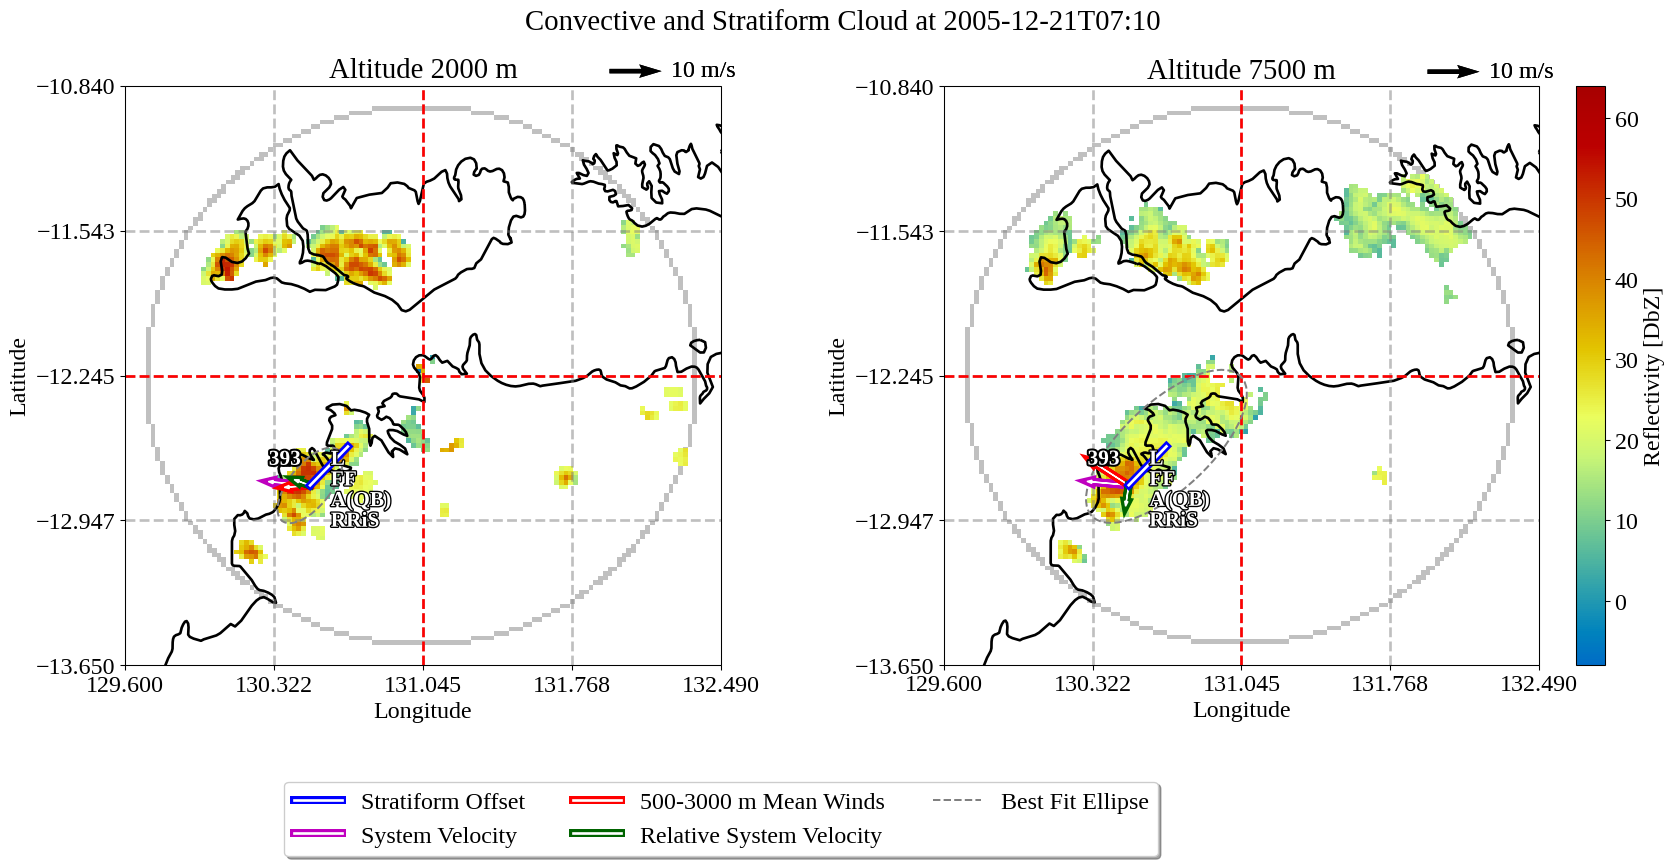 Convective and Stratiform Cloud at 2005-12-21T07:10
Altitude 2000 m
10 m/s
Altitude 7500 m
10 m/s
−10.840
−11.543
−12.245
−12.947
−13.650
Latitude
129.600
130.322
131.045
131.768
132.490
Longitude
393
L
FF
A(QB)
RRiS
−10.840
−11.543
−12.245
−12.947
−13.650
Latitude
129.600
130.322
131.045
131.768
132.490
Longitude
393
L
FF
A(QB)
RRiS
60
50
40
30
20
10
0
Reflectivity [DbZ]
Stratiform Offset
500-3000 m Mean Winds
Best Fit Ellipse
System Velocity
Relative System Velocity